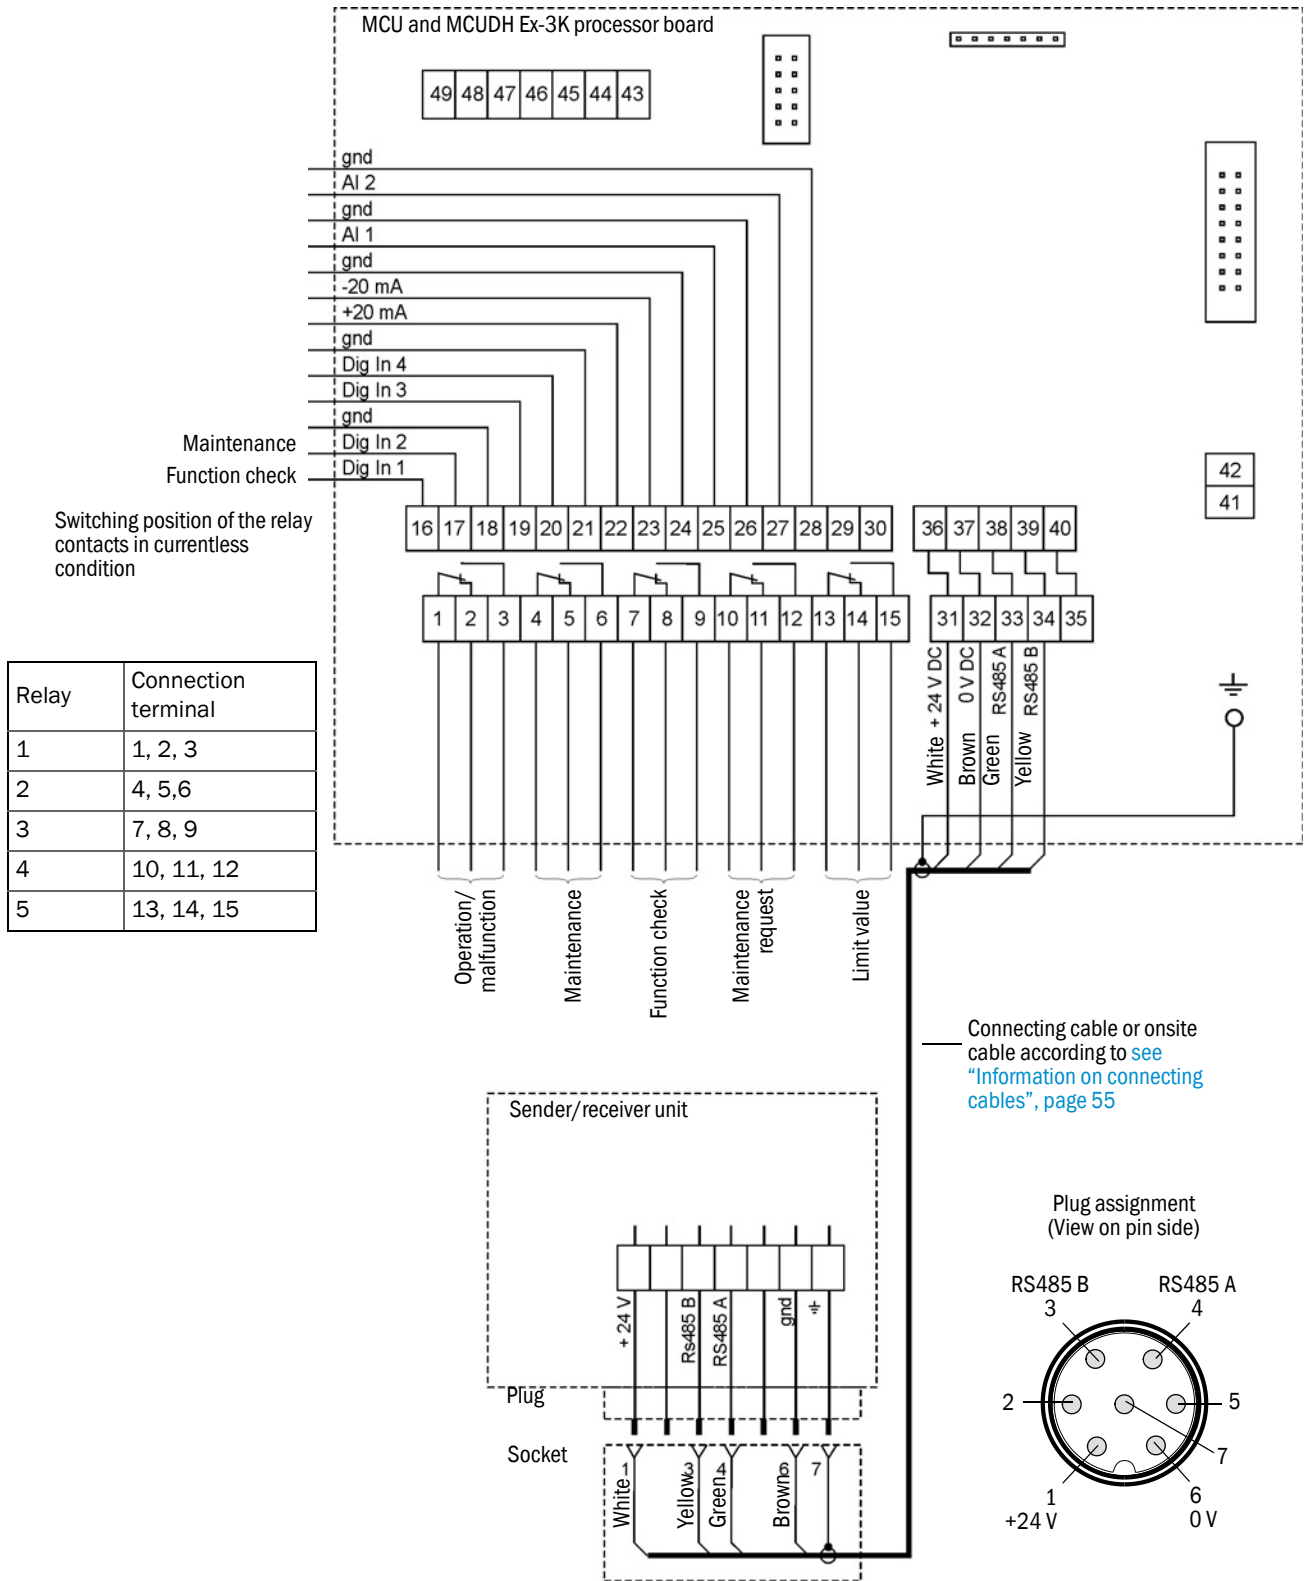 MCU and MCUDH Ex-3K processor board
49 48 47 46 45 44 43
gnd
AI 2
gnd
AI 1
gnd
-20 mA
+20 mA
gnd
Dig In 4
Dig In 3
gnd
Maintenance Dig In 2
Function check Dig In 1
42
41
Switching position of the relay
contacts in currentless
condition
16 17 18 19 20 21 22 23 24 25 26 27 28 29 30
36 37 38 39 40
1 2 3 4 5 6 7 8 9 10 11 12 13 14 15
31 32 33 34 35
White + 24 V DC
Brown 0 V DC
Green RS485 A
Yellow RS485 B
Relay Connection
terminal
1 1, 2, 3
2 4, 5,6
3 7, 8, 9
4 10, 11, 12
5 13, 14, 15
Operation/
malfunction
Maintenance
Function check
Maintenance
request
Limit value
Connecting cable or onsite
cable according to see
“Information on connecting
cables”, page 55
Sender/receiver unit
+ 24 V
Rs485 B
RS485 A
gnd
Plug
Socket
1 3 4 6 7
White
Yellow
Green
Brown
Plug assignment
(View on pin side)
RS485 B RS485 A
3 4
2 5
7
1 6
+24 V 0 V